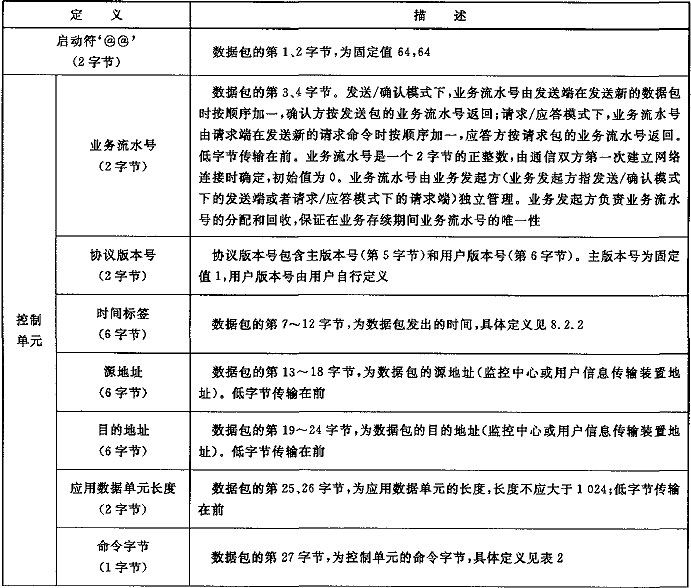 定 义 描 述
启动符‘@@’
(2字节)
数据包的第1、2字节,为固定值64,64
控制
单元
业务流水号
(2字节)
数据包的第3、4字节。发送/确认模式下,业务流水号由发送端在发送新的数据包
时按顺序加一,确认方按发送包的业务流水号返回;请求/应答模式下,业务流水号
由请求端在发送新的请求命令时按顺序加一,应答方按请求包的业务流水号返回。
低字节传输在前。业务流水号是一个2字节的正整数,由通信双方第一次建立网络
连接时确定,初始值为0。业务流水号由业务发起方(业务发起方指发送/确认模式
下的发送端或者请求/应答模式下的请求端)独立管理。业务发起方负责业务流水
号的分配和回收,保证在业务存续期间业务流水号的唯一性
协议版本号
(2字节)
协议版本号包含主版本号(第5字节)和用户版本号(第6字节)。主版本号为固定
值1,用户版本号由用户自行定义
时间标签
(6字节)
数据包的第7~12字节,为数据包发出的时间,具体定义见8.2.2
源地址
(6字节)
数据包的第13~18字节,为数据包的源地址(监控中心或用户信息传输装置地
址)。低字节传输在前
目的地址
(6字节)
数据包的第19~24字节,为数据包的目的地址(监控中心或用户信息传输装置地
址)。低字节传输在前
应用数据单元长度
(2字节)
数据包的第25、26字节,为应用数据单元的长度,长度不应大于1 024;低字节传输
在前
命令字节
(1字节)
数据包的第27字节,为控制单元的命令字节,具体定义见表2